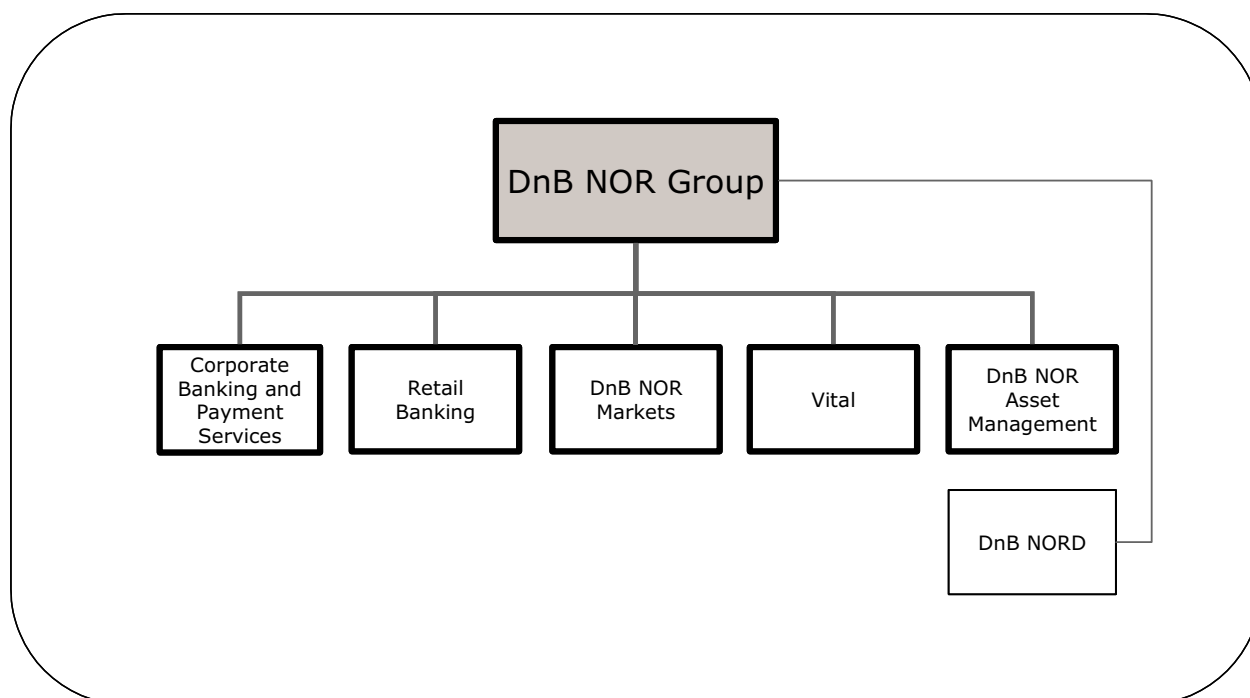 DnB NOR Group
Corporate
Banking and
Payment
Services
Retail
Banking
DnB NOR
Markets
Vital
DnB NOR
Asset
Management
DnB NORD